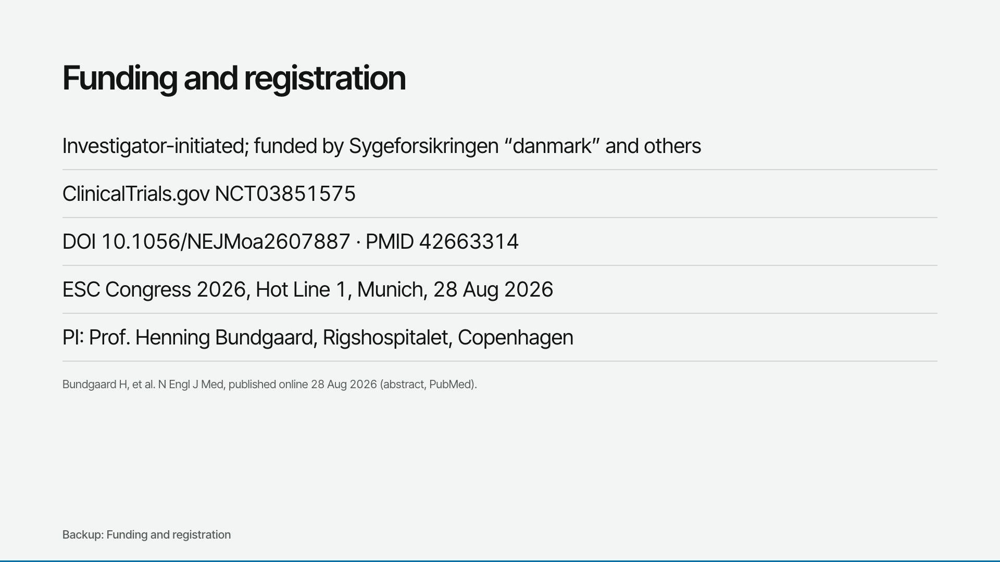 Funding and registration
Investigator-initiated; funded by Sygeforsikringen “danmark” and others
ClinicalTrials.gov NCT03851575
DOI 10.1056/NEJMoa2607887 · PMID 42663314
ESC Congress 2026, Hot Line 1, Munich, 28 Aug 2026
PI: Prof. Henning Bundgaard, Rigshospitalet, Copenhagen
Bundgaard H, et al. N Engl J Med, published online 28 Aug 2026 (abstract, PubMed).
Backup: Funding and registration